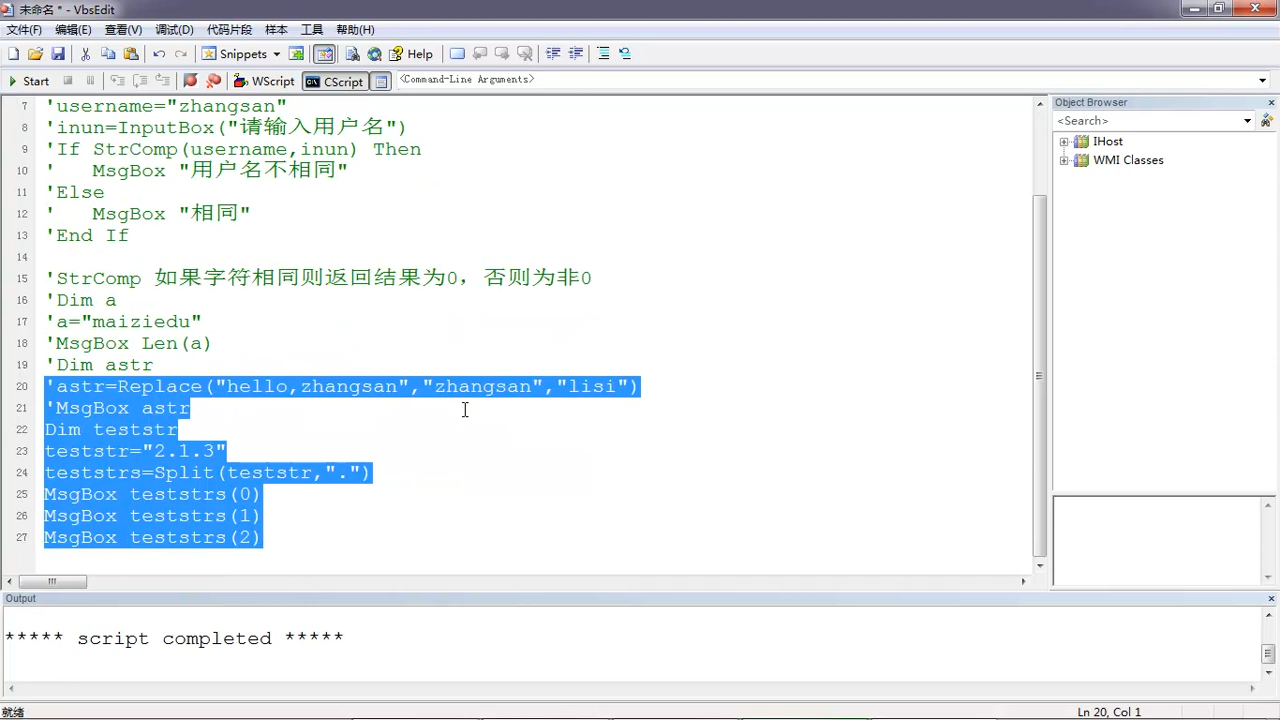 未命名 * - VbsEdit
文件(F) 编辑(E) 查看(V) 调试(D) 代码片段 样本 工具 帮助(H)
Snippets Help
Start WScript CScript <Command-Line Arguments>
7 'username="zhangsan"
8 'inun=InputBox("请输入用户名")
9 'If StrComp(username,inun) Then
10 '   MsgBox "用户名不相同"
11 'Else
12 '   MsgBox "相同"
13 'End If
14
15 'StrComp 如果字符相同则返回结果为0，否则为非0
16 'Dim a
17 'a="maiziedu"
18 'MsgBox Len(a)
19 'Dim astr
20 'astr=Replace("hello,zhangsan","zhangsan","lisi")
21 'MsgBox astr
22 Dim teststr
23 teststr="2.1.3"
24 teststrs=Split(teststr,".")
25 MsgBox teststrs(0)
26 MsgBox teststrs(1)
27 MsgBox teststrs(2)
Object Browser
<Search>
IHost
WMI Classes
Output
***** script completed *****
就绪 Ln 20, Col 1